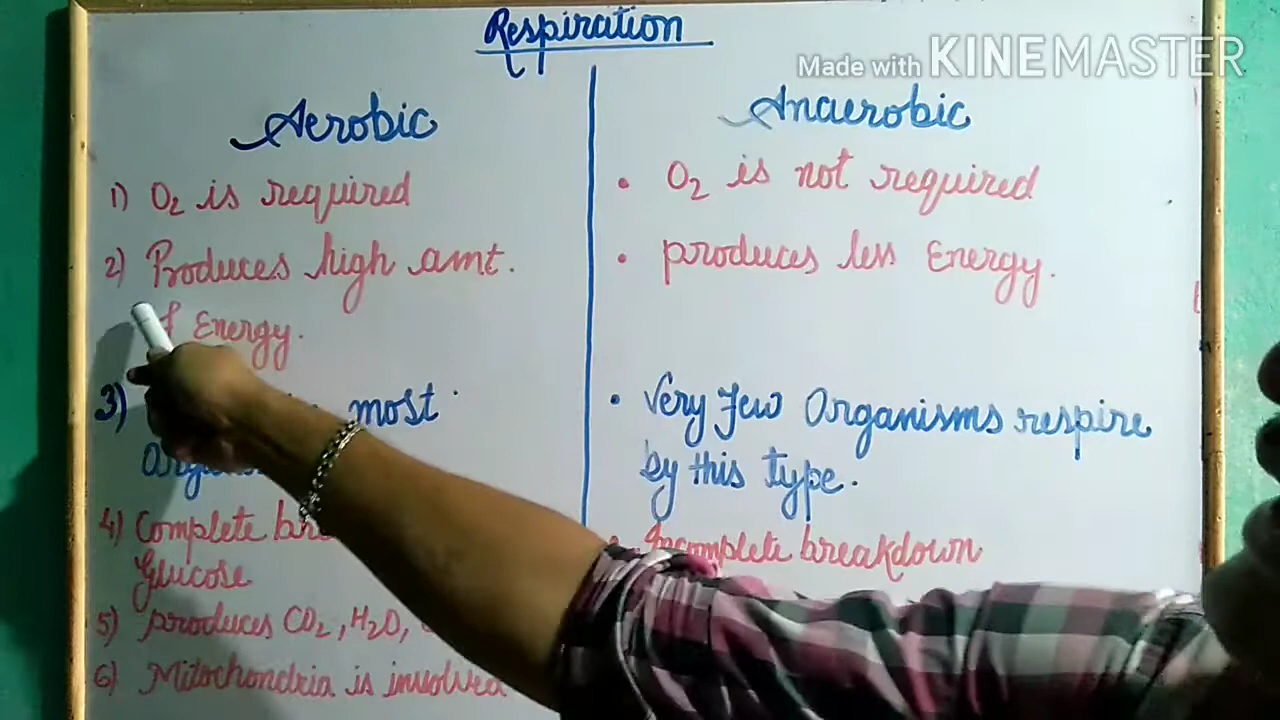 Respiration
Made with KINEMASTER
Aerobic
1) O2 is required
2) Produces high amt.
Energy.
3) most
4) Complete
Glucose
5) produces CO2, H2O,
6) Mitochondria is involved
Anaerobic
• O2 is not required
• produces less Energy.
• Very Few Organisms respire
by this type.
• Incomplete breakdown